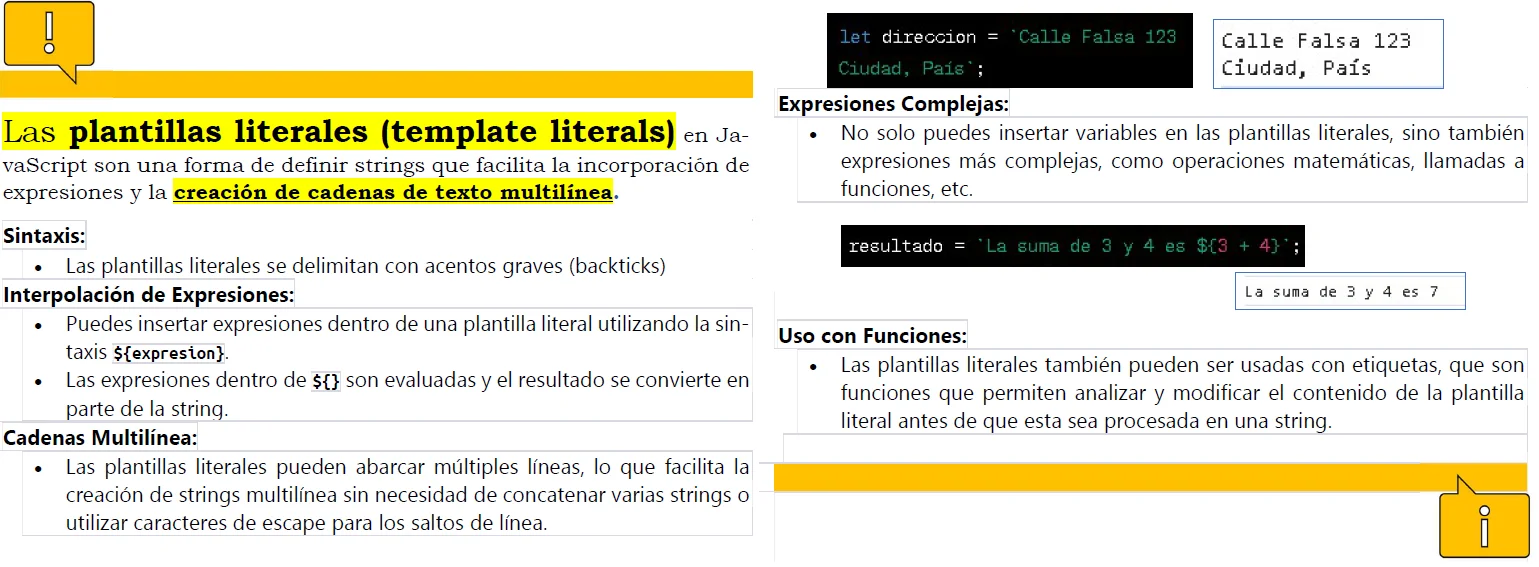 Las plantillas literales (template literals) en Ja-
vaScript son una forma de definir strings que facilita la incorporación de
expresiones y la creación de cadenas de texto multilínea.
Sintaxis:
• Las plantillas literales se delimitan con acentos graves (backticks)
Interpolación de Expresiones:
• Puedes insertar expresiones dentro de una plantilla literal utilizando la sin-
taxis ${expresion}.
• Las expresiones dentro de ${} son evaluadas y el resultado se convierte en
parte de la string.
Cadenas Multilínea:
• Las plantillas literales pueden abarcar múltiples líneas, lo que facilita la
creación de strings multilínea sin necesidad de concatenar varias strings o
utilizar caracteres de escape para los saltos de línea.
let direccion = `Calle Falsa 123
Ciudad, País`;
Calle Falsa 123
Ciudad, País
Expresiones Complejas:
• No solo puedes insertar variables en las plantillas literales, sino también
expresiones más complejas, como operaciones matemáticas, llamadas a
funciones, etc.
resultado = `La suma de 3 y 4 es ${3 + 4}`;
La suma de 3 y 4 es 7
Uso con Funciones:
• Las plantillas literales también pueden ser usadas con etiquetas, que son
funciones que permiten analizar y modificar el contenido de la plantilla
literal antes de que esta sea procesada en una string.